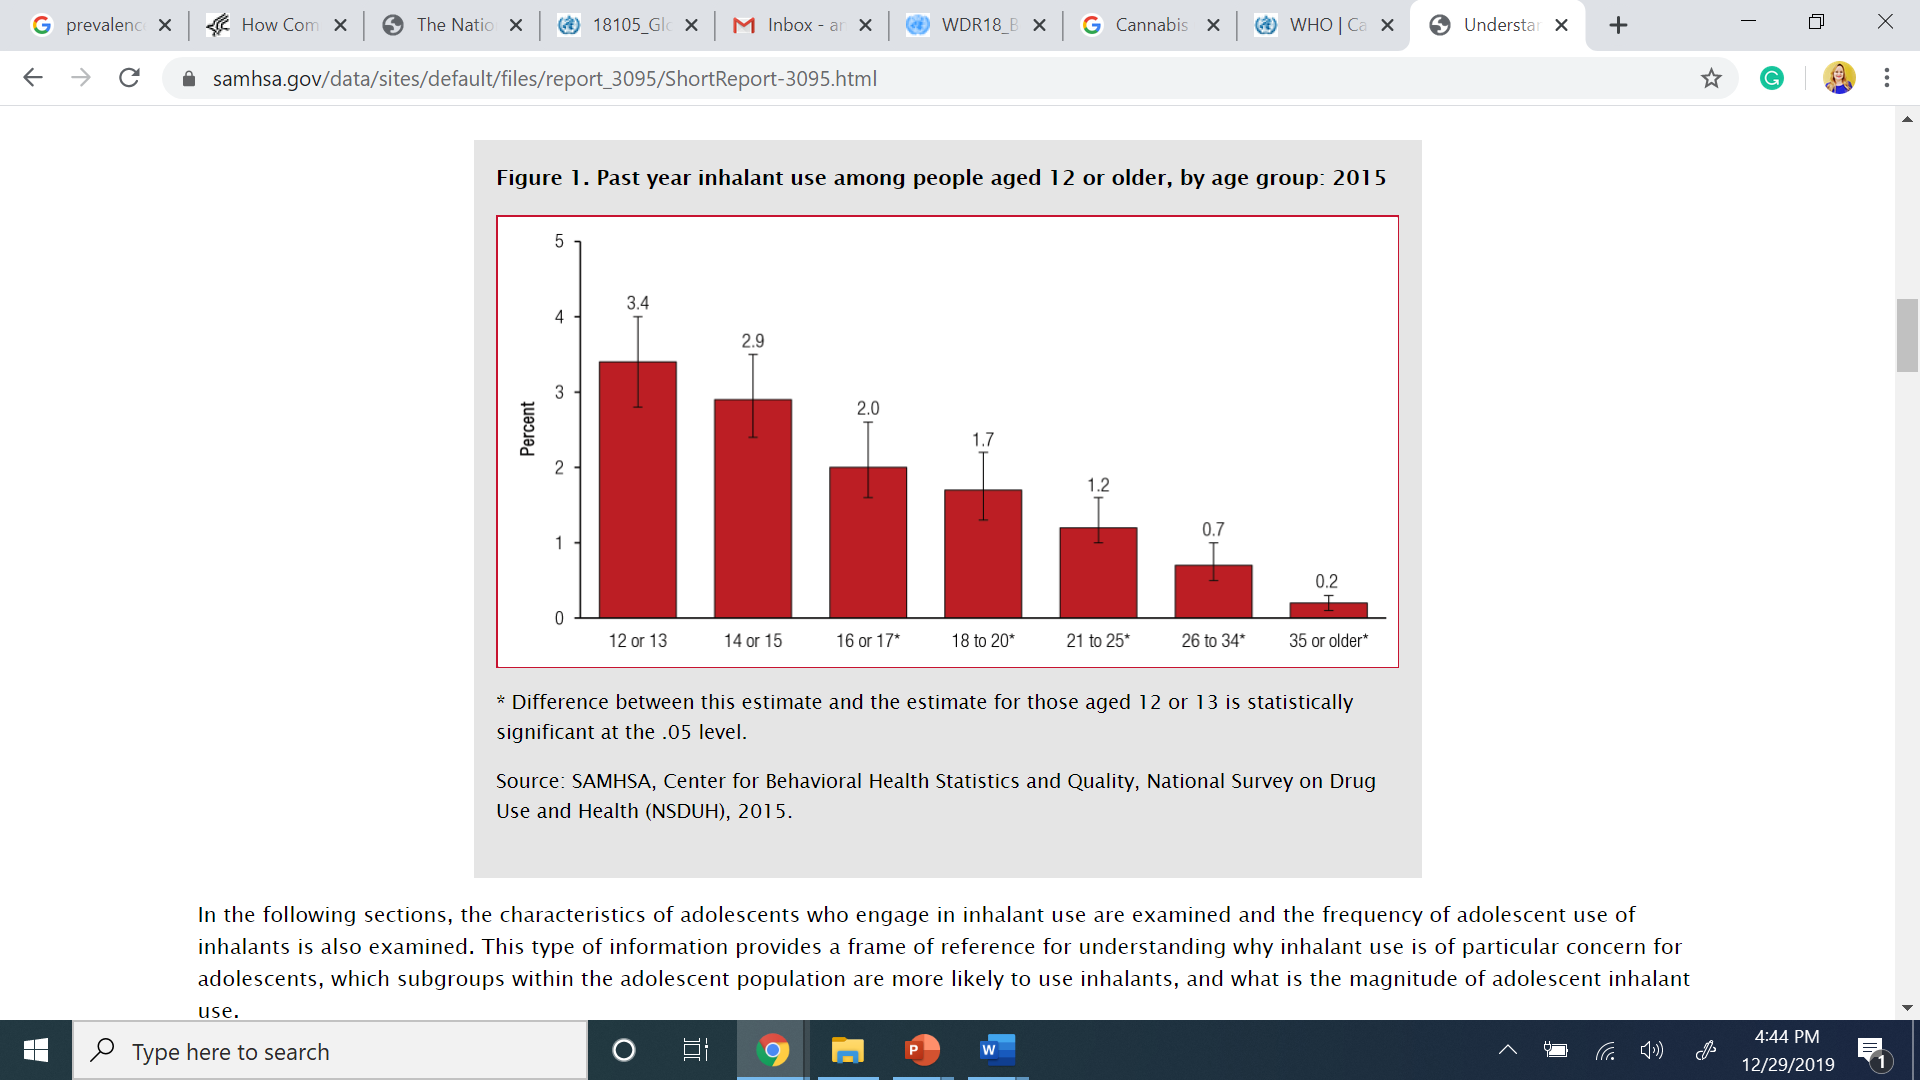 prevalenc
How Com
The Natio
18105_Glo
Inbox - an
WDR18_B
Cannabis
WHO | Ca
Understan
samhsa.gov/data/sites/default/files/report_3095/ShortReport-3095.html
Figure 1. Past year inhalant use among people aged 12 or older, by age group: 2015
5
4
3
2
1
0
Percent
3.4
2.9
2.0
1.7
1.2
0.7
0.2
12 or 13
14 or 15
16 or 17*
18 to 20*
21 to 25*
26 to 34*
35 or older*
* Difference between this estimate and the estimate for those aged 12 or 13 is statistically
significant at the .05 level.
Source: SAMHSA, Center for Behavioral Health Statistics and Quality, National Survey on Drug
Use and Health (NSDUH), 2015.
In the following sections, the characteristics of adolescents who engage in inhalant use are examined and the frequency of adolescent use of
inhalants is also examined. This type of information provides a frame of reference for understanding why inhalant use is of particular concern for
adolescents, which subgroups within the adolescent population are more likely to use inhalants, and what is the magnitude of adolescent inhalant
use.
Type here to search
4:44 PM
12/29/2019
1